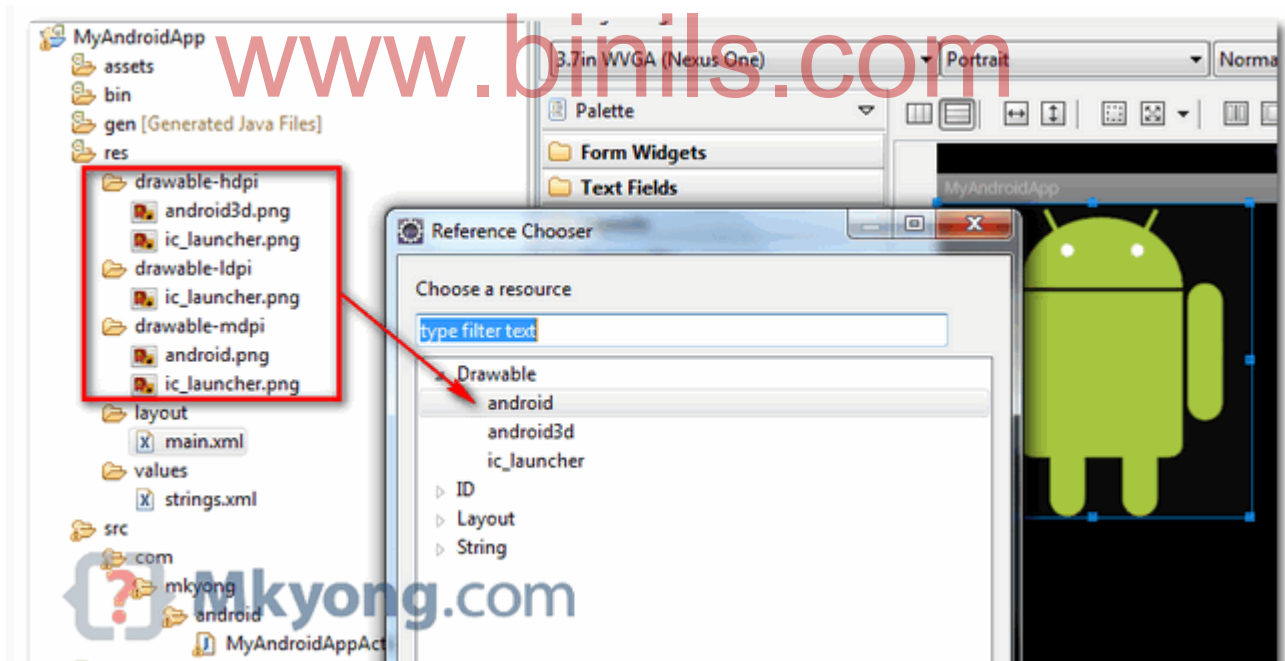 MyAndroidApp
assets
bin
gen [Generated Java Files]
res
drawable-hdpi
android3d.png
ic_launcher.png
drawable-ldpi
ic_launcher.png
drawable-mdpi
android.png
ic_launcher.png
layout
main.xml
values
strings.xml
src
com
mkyong
android
MyAndroidAppAct
www.binils.com
3.7in WVGA (Nexus One)
Portrait
Norma
Palette
Form Widgets
Text Fields
MyAndroidApp
Reference Chooser
Choose a resource
type filter text
Drawable
android
android3d
ic_launcher
ID
Layout
String
Mkyong.com